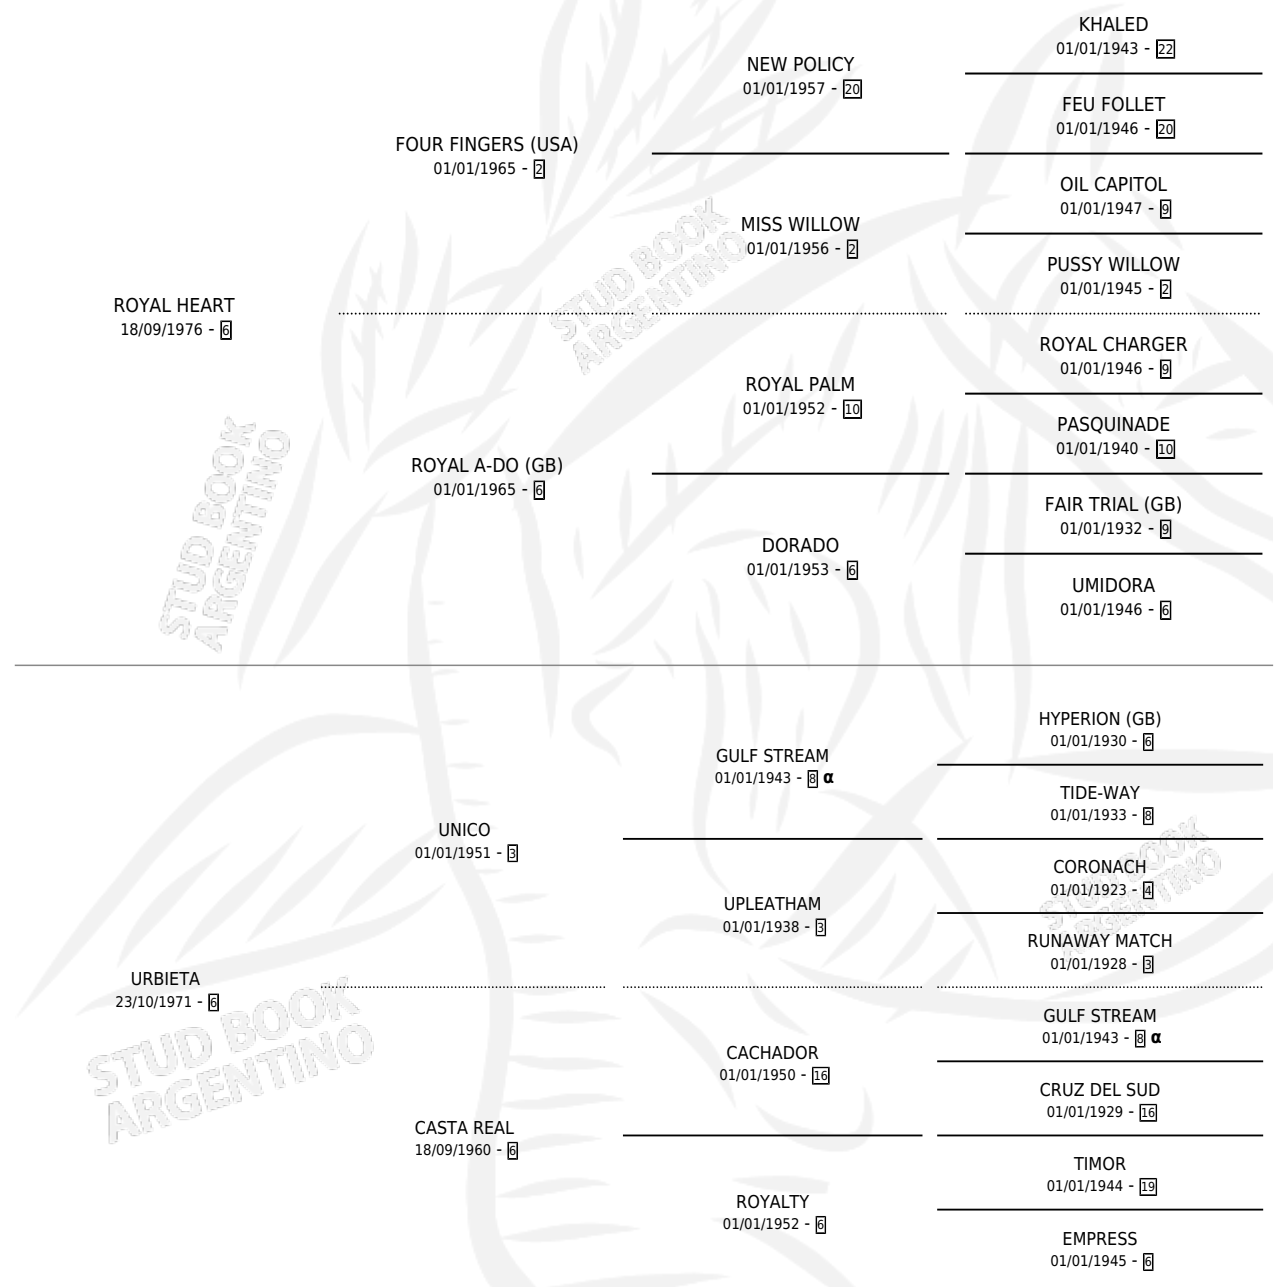 KHALED
01/01/1943 - 22
NEW POLICY
01/01/1957 - 20
FEU FOLLET
01/01/1946 - 20
FOUR FINGERS (USA)
01/01/1965 - 2
OIL CAPITOL
01/01/1947 - 9
MISS WILLOW
01/01/1956 - 2
PUSSY WILLOW
01/01/1945 - 2
ROYAL HEART
18/09/1976 - 6
ROYAL CHARGER
01/01/1946 - 9
ROYAL PALM
01/01/1952 - 10
PASQUINADE
01/01/1940 - 10
ROYAL A-DO (GB)
01/01/1965 - 6
FAIR TRIAL (GB)
01/01/1932 - 9
DORADO
01/01/1953 - 6
UMIDORA
01/01/1946 - 6
HYPERION (GB)
01/01/1930 - 6
GULF STREAM
01/01/1943 - 8 α
TIDE-WAY
01/01/1933 - 8
UNICO
01/01/1951 - 3
CORONACH
01/01/1923 - 4
UPLEATHAM
01/01/1938 - 3
RUNAWAY MATCH
01/01/1928 - 3
URBIETA
23/10/1971 - 6
GULF STREAM
01/01/1943 - 8 α
CACHADOR
01/01/1950 - 16
CRUZ DEL SUD
01/01/1929 - 16
CASTA REAL
18/09/1960 - 6
TIMOR
01/01/1944 - 19
ROYALTY
01/01/1952 - 6
EMPRESS
01/01/1945 - 6
STUD BOOK
ARGENTINO
STUD BOOK
ARGENTINO
STUD BOOK
ARGENTINO
STUD BOOK
ARGENTINO